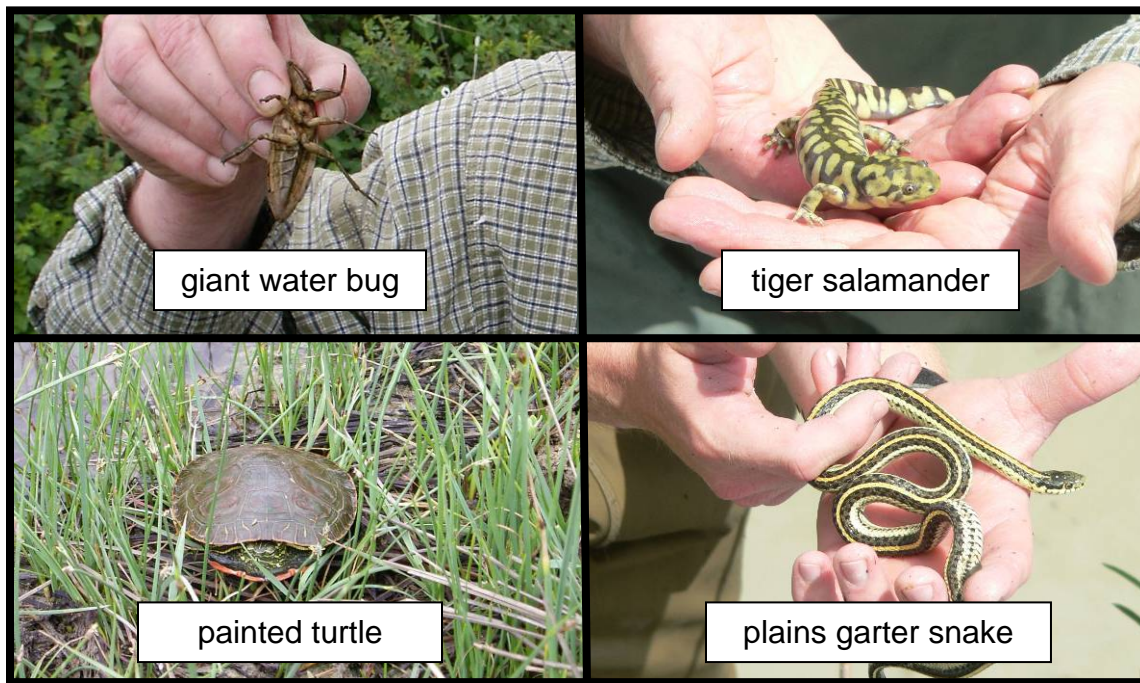 giant water bug
tiger salamander
painted turtle
plains garter snake